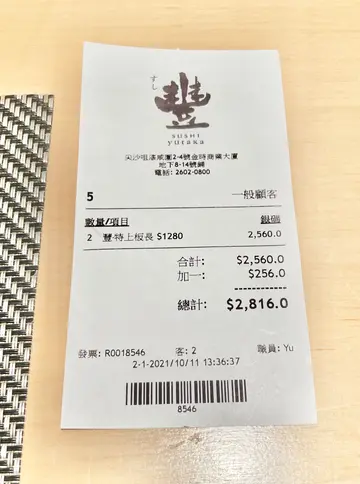 すし
豐
sushi
yutaka
尖沙咀漆咸圍2-4號金時商業大廈
地下8-14號舖
電話: 2602-0800
5 一般顧客
數量/項目 銀碼
2 豐‧特上板長 $1280 2,560.0
合計: $2,560.0
加一: $256.0
總計: $2,816.0
發票: R0018546 客: 2 職員: Yu
2-1-2021/10/11 13:36:37
8546